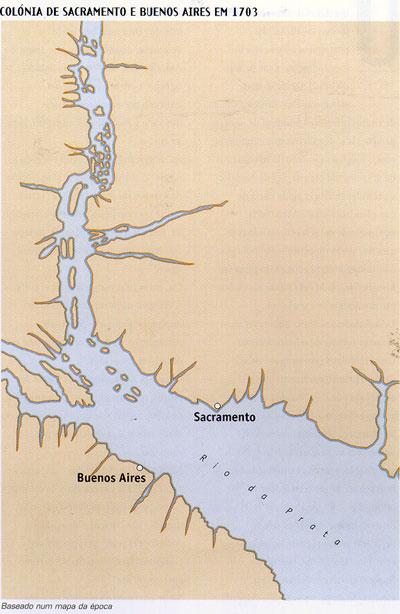 COLÓNIA DE SACRAMENTO E BUENOS AIRES EM 1703
Sacramento
Buenos Aires
Rio da Prata
Baseado num mapa da época